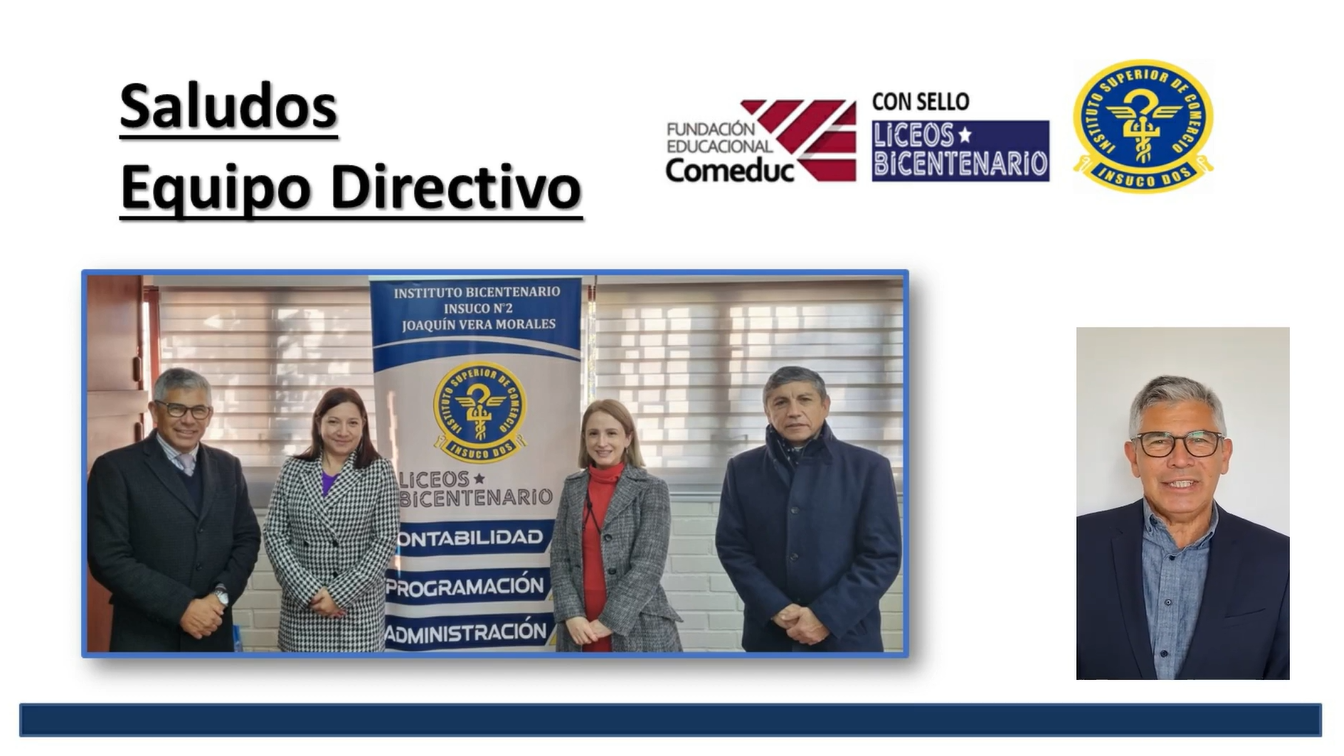 Saludos
Equipo Directivo
FUNDACIÓN
EDUCACIONAL
Comeduc
CON SELLO
LiCEOS
BiCENTENARiO
INSTITUTO SUPERIOR DE COMERCIO
INSUCO DOS
INSTITUTO BICENTENARIO
INSUCO N°2
JOAQUÍN VERA MORALES
INSTITUTO SUPERIOR DE COMERCIO
INSUCO DOS
LiCEOS
BiCENTENARiO
ONTABILIDAD
PROGRAMACIÓN
ADMINISTRACIÓN